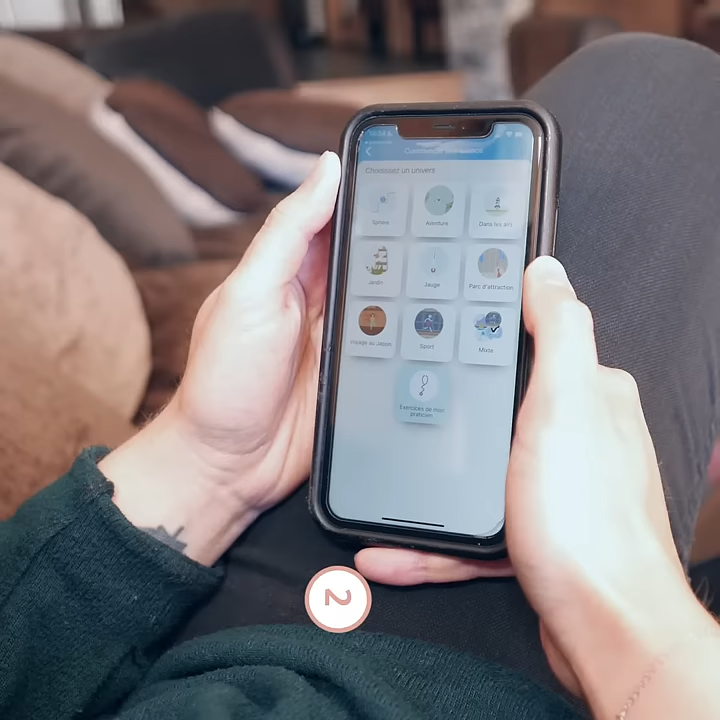 Choisissez un univers
Sphère
Aventure
Dans les airs
Jardin
Jauge
Parc d'attraction
Voyage au Japon
Sport
Mixte
Exercices de mon
praticien
2